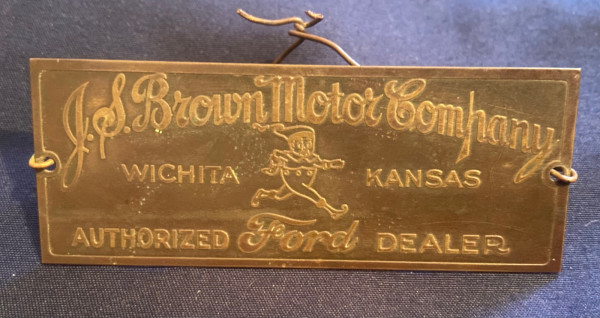 J.S. Brown Motor Company
WICHITA KANSAS
AUTHORIZED Ford DEALER